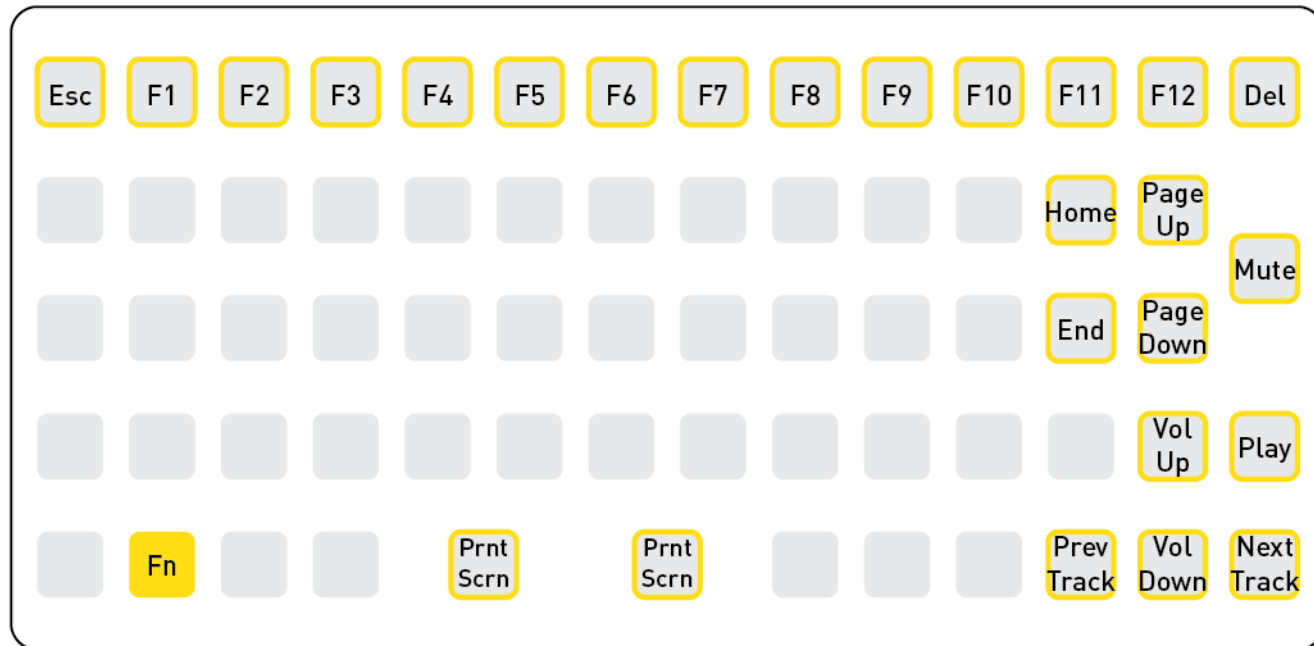 Esc F1 F2 F3 F4 F5 F6 F7 F8 F9 F10 F11 F12 Del
Home
Page
Up
Mute
End
Page
Down
Vol
Up
Play
Fn
Prnt
Scrn
Prnt
Scrn
Prev
Track
Vol
Down
Next
Track